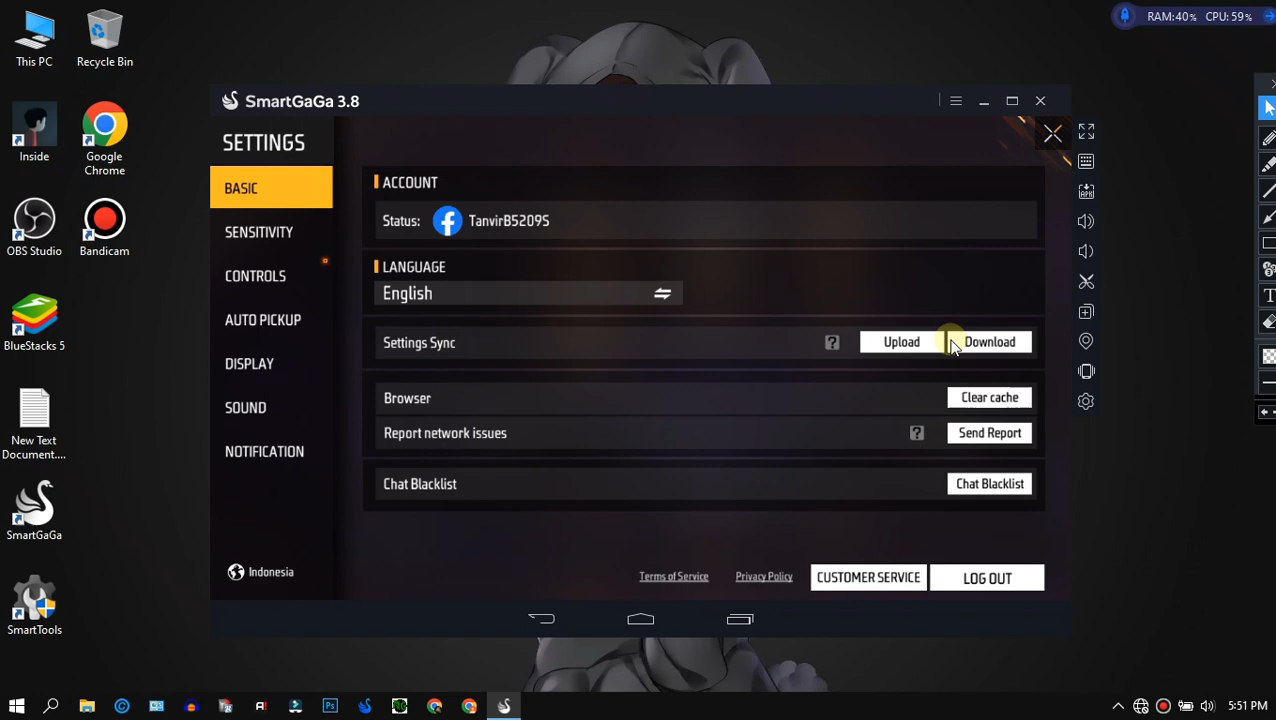 RAM:40% CPU: 59%
This PC
Recycle Bin
Inside
Google Chrome
OBS Studio
Bandicam
BlueStacks 5
New Text Document....
SmartGaGa
SmartTools
SmartGaGa 3.8
SETTINGS
BASIC
SENSITIVITY
CONTROLS
AUTO PICKUP
DISPLAY
SOUND
NOTIFICATION
Indonesia
ACCOUNT
Status: TanvirB5209S
LANGUAGE
English
Settings Sync ? Upload Download
Browser Clear cache
Report network issues ? Send Report
Chat Blacklist Chat Blacklist
Terms of Service Privacy Policy CUSTOMER SERVICE LOG OUT
APK
T
Ps
5:51 PM